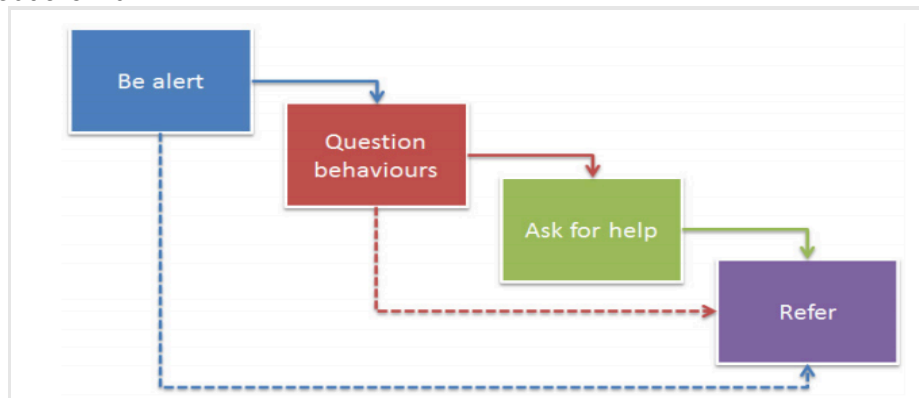 Be alert
Question
behaviours
Ask for help
Refer